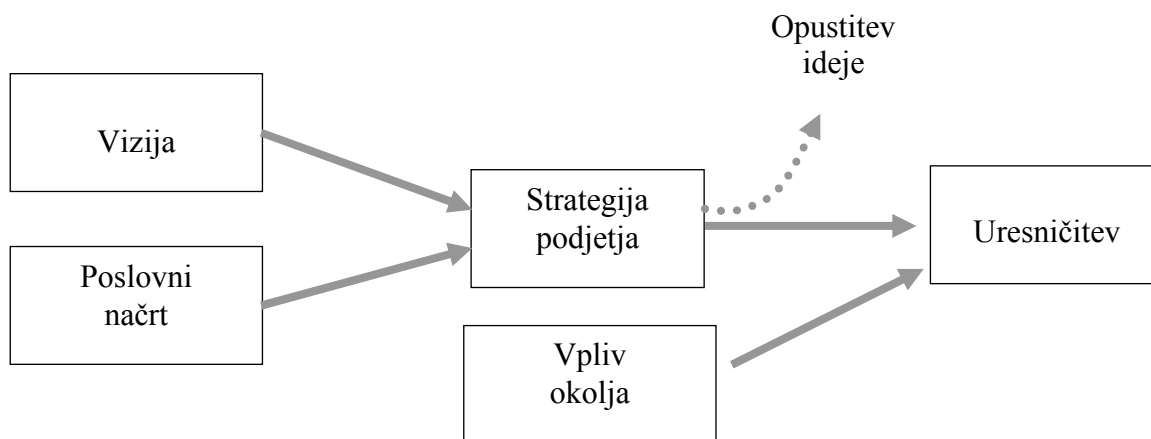 Opustitev
ideje
Vizija
Strategija
podjetja
Uresničitev
Poslovni
načrt
Vpliv
okolja